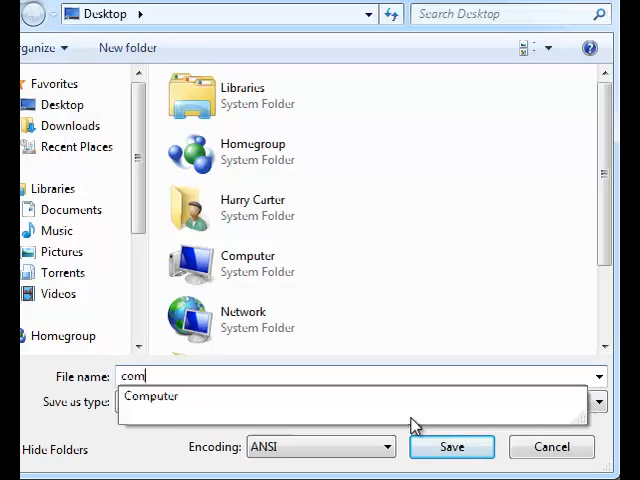 Desktop
Search Desktop
rganize
New folder
Favorites
Desktop
Downloads
Recent Places
Libraries
Documents
Music
Pictures
Torrents
Videos
Homegroup
Libraries
System Folder
Homegroup
System Folder
Harry Carter
System Folder
Computer
System Folder
Network
System Folder
File name: com
Computer
Save as type:
Hide Folders
Encoding: ANSI
Save
Cancel